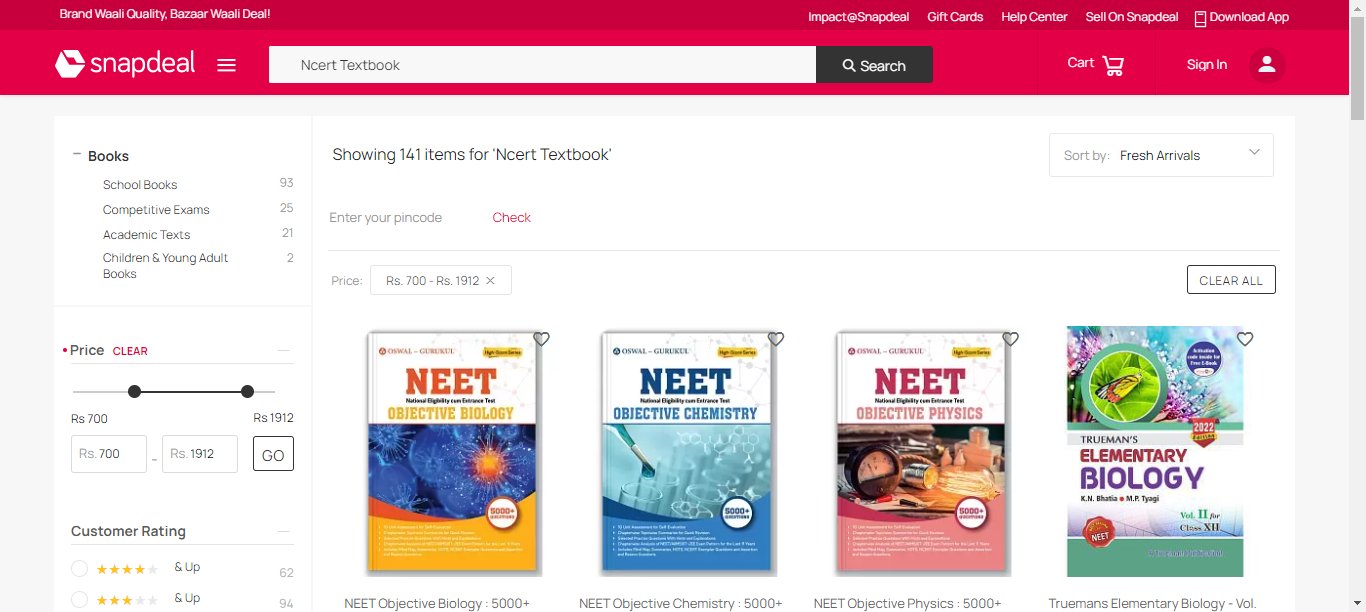 Brand Waali Quality, Bazaar Waali Deal!
Impact@Snapdeal Gift Cards Help Center Sell On Snapdeal Download App
snapdeal
Ncert Textbook
Search
Cart
Sign In
Books
School Books 93
Competitive Exams 25
Academic Texts 21
Children & Young Adult 2
Books
Price CLEAR
Rs 700 Rs 1912
Rs. 700 - Rs. 1912 GO
Customer Rating
& Up 62
& Up 94
Showing 141 items for 'Ncert Textbook'
Sort by: Fresh Arrivals
Enter your pincode Check
Price: Rs. 700 - Rs. 1912 CLEAR ALL
OSWAL – GURUKUL
High-Score Series
NEET
National Eligibility cum Entrance Test
OBJECTIVE BIOLOGY
5000+
QUESTIONS
NEET Objective Biology : 5000+
OSWAL – GURUKUL
High-Score Series
NEET
National Eligibility cum Entrance Test
OBJECTIVE CHEMISTRY
5000+
QUESTIONS
NEET Objective Chemistry : 5000+
OSWAL – GURUKUL
High-Score Series
NEET
National Eligibility cum Entrance Test
OBJECTIVE PHYSICS
5000+
QUESTIONS
NEET Objective Physics : 5000+
2022
Edition
TRUEMAN'S
ELEMENTARY
BIOLOGY
K.N. Bhatia ● M.P. Tyagi
Vol. II for
Class XII
NEET
Truemans Elementary Biology - Vol.